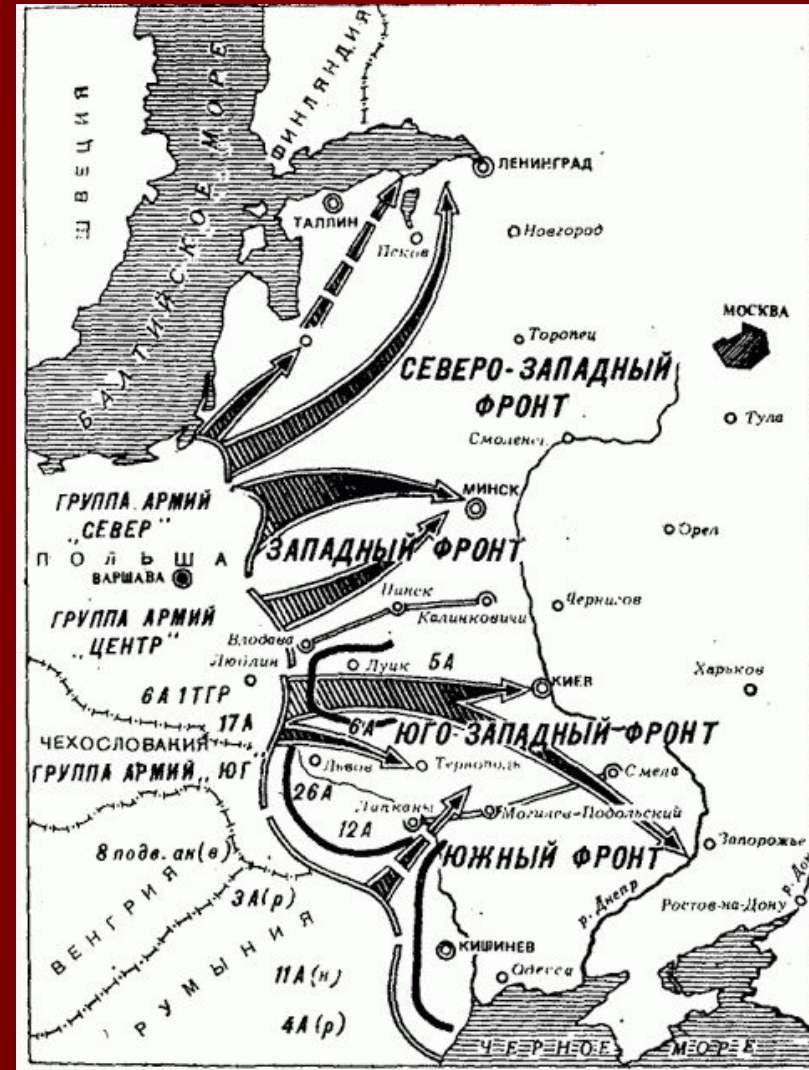 ШВЕЦИЯ
БАЛТИЙСКОЕ МОРЕ
ФИНЛЯНДИЯ
ЛЕНИНГРАД
ТАЛЛИН
Новгород
Псков
МОСКВА
Торопец
СЕВЕРО-ЗАПАДНЫЙ
ФРОНТ
Тула
Смоленск
ГРУППА АРМИЙ
„СЕВЕР"
МИНСК
Орел
ПОЛЬША
ЗАПАДНЫЙ ФРОНТ
ВАРШАВА
Пинск
Чернигов
Калинковичи
ГРУППА АРМИЙ
„ЦЕНТР"
Влодава
Люблин
Луцк
5А
Харьков
КИЕВ
6А 1ТГР
17А
6А
ЮГО-ЗАПАДНЫЙ ФРОНТ
ЧЕХОСЛОВАКИЯ
ГРУППА АРМИЙ „ЮГ"
Львов
Тернополь
Смела
26А
Липканы
Могилев-Подольский
12А
8 подв. ак(в)
ЮЖНЫЙ ФРОНТ
Запорожье
р. Дон
3А(р)
р. Днепр
Ростов-на-Дону
ВЕНГРИЯ
КИШИНЕВ
РУМЫНИЯ
11А(н)
Одесса
4А(р)
ЧЕРНОЕ МОРЕ